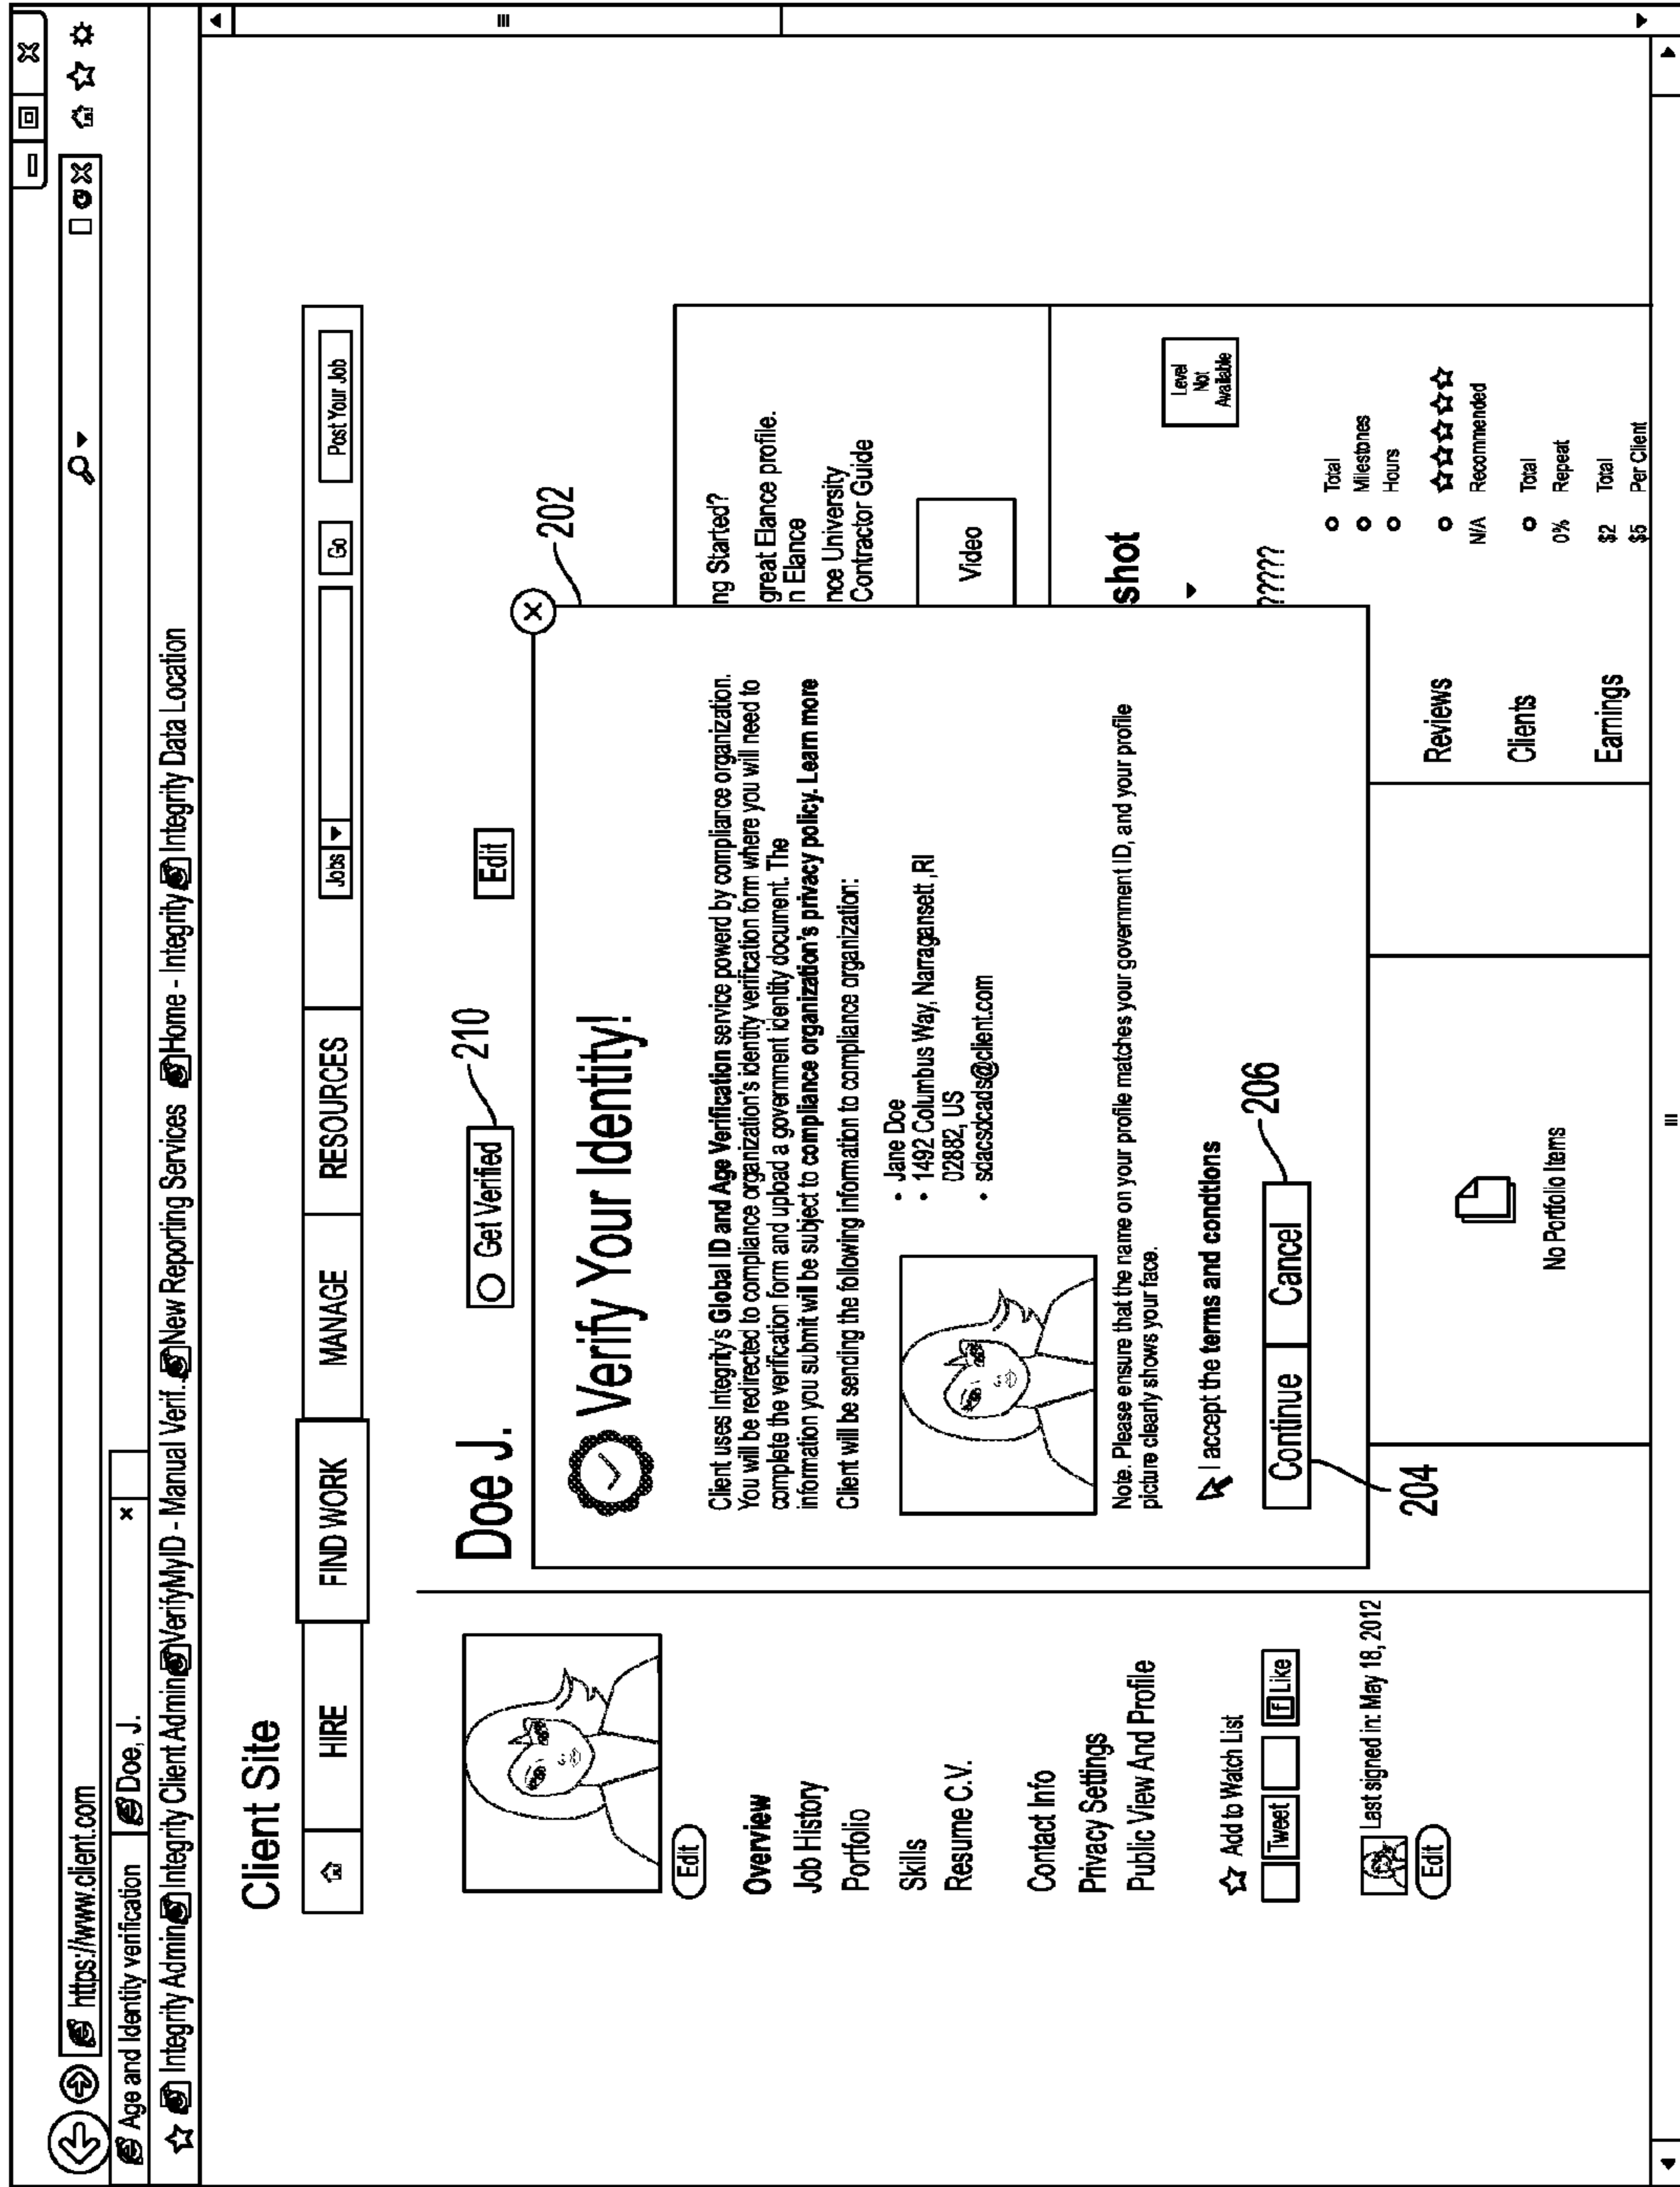 https://www.client.com
Age and Identity verification
Doe, J.
Integrity Admin Integrity Client Admin VerifyMyID - Manual Verif... New Reporting Services Home - Integrity Integrity Data Location
Client Site
HIRE FIND WORK MANAGE RESOURCES Jobs Go Post Your Job
Edit
Overview
Job History
Portfolio
Skills
Resume C.V.
Contact Info
Privacy Settings
Public View And Profile
Add to Watch List
Tweet f Like
Last signed in: May 18, 2012
Edit
Doe J. Get Verified 210 Edit
202
Verify Your Identity!
Client uses Integrity's Global ID and Age Verification service powerd by compliance organization.
You will be redirected to compliance organization's identity verification form where you will need to
complete the verification form and upload a government identity document. The
information you submit will be subject to compliance organization's privacy policy. Learn more
Client will be sending the following information to compliance organization:
• Jane Doe
• 1492 Columbus Way, Narragansett ,RI
02882, US
• sdacsdcads@client.com
Note. Please ensure that the name on your profile matches your government ID, and your profile
picture clearly shows your face.
I accept the terms and condtions
Continue Cancel
206
204
No Portfolio Items
ng Started?
great Elance profile.
n Elance
nce University
Contractor Guide
Video
shot
Level
Not
Available
?????
Total
Milestones
Hours
Reviews
N/A Recommended
Clients
Total
0% Repeat
Earnings
$2 Total
$5 Per Client